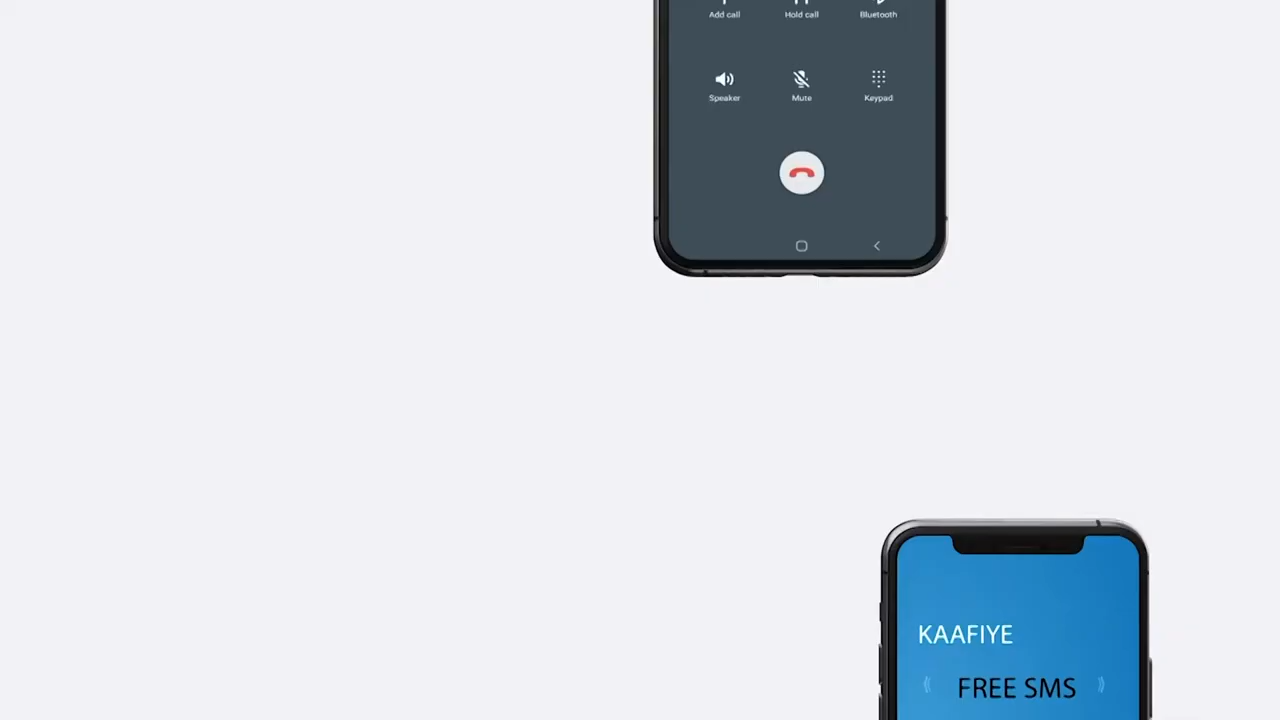 Add call Hold call Bluetooth
Speaker Mute Keypad
KAAFIYE
FREE SMS